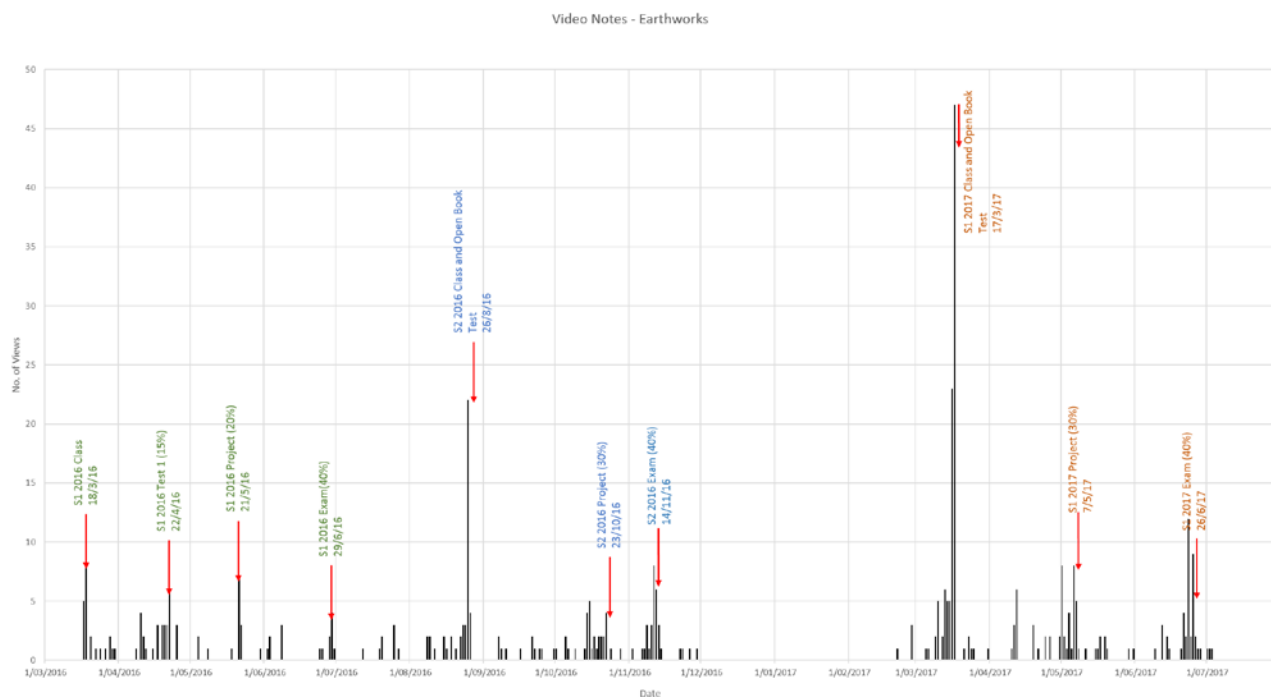 Video Notes - Earthworks
No. of Views
50
45
40
35
30
25
20
15
10
5
0
S1 2016 Class
18/3/16
S1 2016 Test 1 (15%)
22/4/16
S1 2016 Project (20%)
21/5/16
S1 2016 Exam(40%)
29/6/16
S2 2016 Class and Open Book
Test
26/8/16
S2 2016 Project (30%)
23/10/16
S2 2016 Exam (40%)
14/11/16
S1 2017 Class and Open Book
Test
17/3/17
S1 2017 Project (30%)
7/5/17
S1 2017 Exam (40%)
26/6/17
1/03/2016 1/04/2016 1/05/2016 1/06/2016 1/07/2016 1/08/2016 1/09/2016 1/10/2016 1/11/2016 1/12/2016 1/01/2017 1/02/2017 1/03/2017 1/04/2017 1/05/2017 1/06/2017 1/07/2017
Date